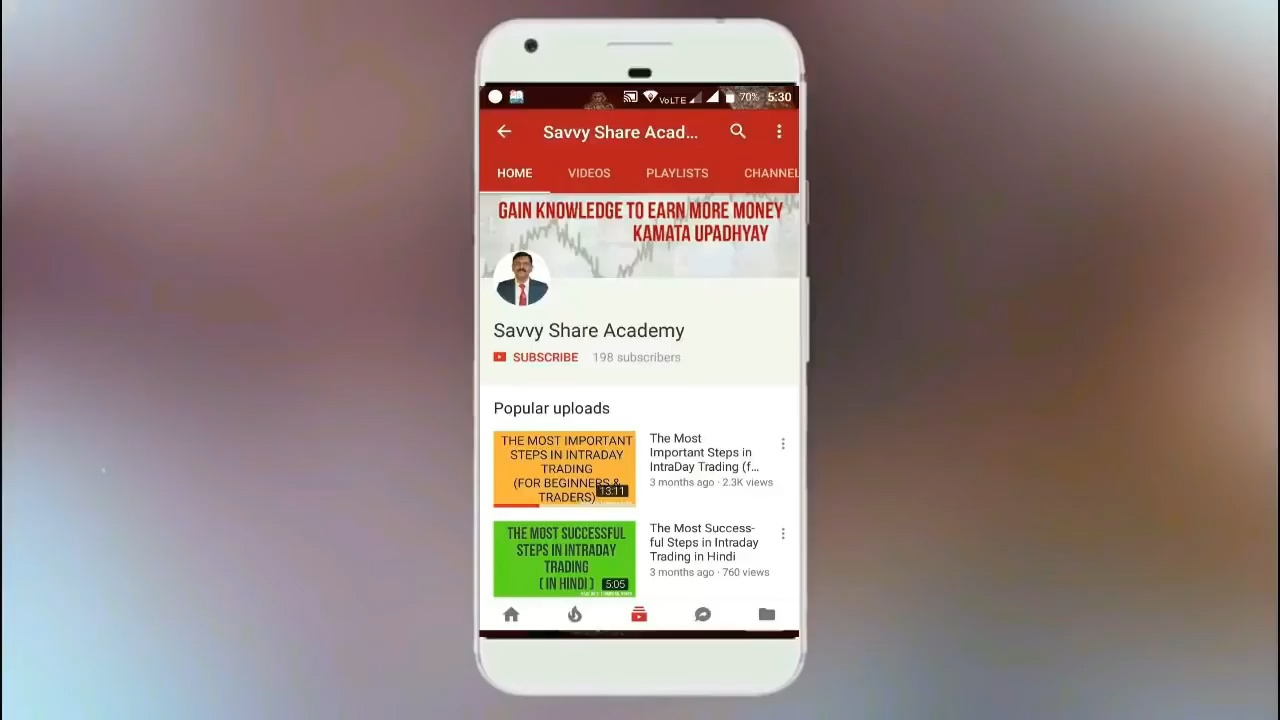 VoLTE 70% 5:30
Savvy Share Acad...
HOME VIDEOS PLAYLISTS CHANNEL
GAIN KNOWLEDGE TO EARN MORE MONEY
KAMATA UPADHYAY
Savvy Share Academy
SUBSCRIBE 198 subscribers
Popular uploads
THE MOST IMPORTANT
STEPS IN INTRADAY
TRADING
(FOR BEGINNERS &
TRADERS)
13:11
The Most
Important Steps in
IntraDay Trading (f...
3 months ago · 2.3K views
THE MOST SUCCESSFUL
STEPS IN INTRADAY
TRADING
( IN HINDI )
5:05
The Most Success-
ful Steps in Intraday
Trading in Hindi
3 months ago · 760 views